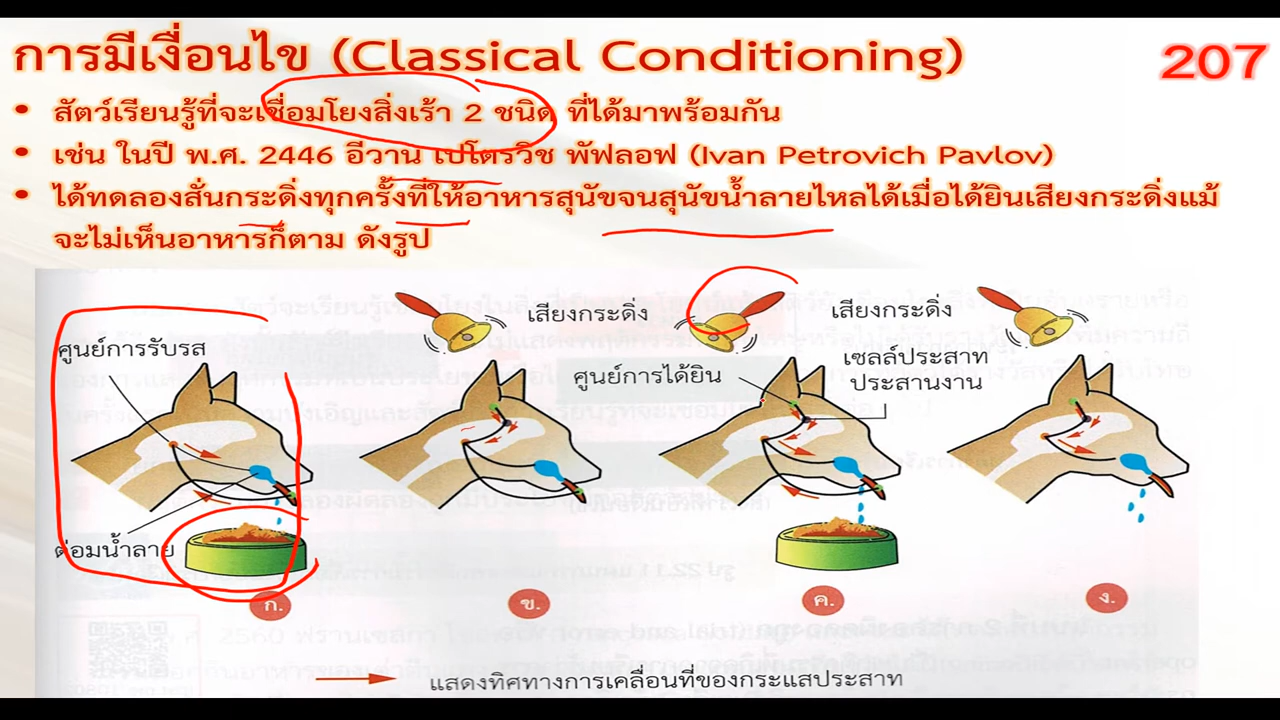 การมีเงื่อนไข (Classical Conditioning)
207
• สัตว์เรียนรู้ที่จะเชื่อมโยงสิ่งเร้า 2 ชนิด ที่ได้มาพร้อมกัน
• เช่น ในปี พ.ศ. 2446 อีวาน เปโตรวิช พัฟลอฟ (Ivan Petrovich Pavlov)
• ได้ทดลองสั่นกระดิ่งทุกครั้งที่ให้อาหารสุนัขจนสุนัขน้ำลายไหลได้เมื่อได้ยินเสียงกระดิ่งแม้
จะไม่เห็นอาหารก็ตาม ดังรูป
เสียงกระดิ่ง
เสียงกระดิ่ง
ศูนย์การรับรส
ศูนย์การได้ยิน
เซลล์ประสาท
ประสานงาน
ต่อมน้ำลาย
ก.
ข.
ค.
ง.
แสดงทิศทางการเคลื่อนที่ของกระแสประสาท